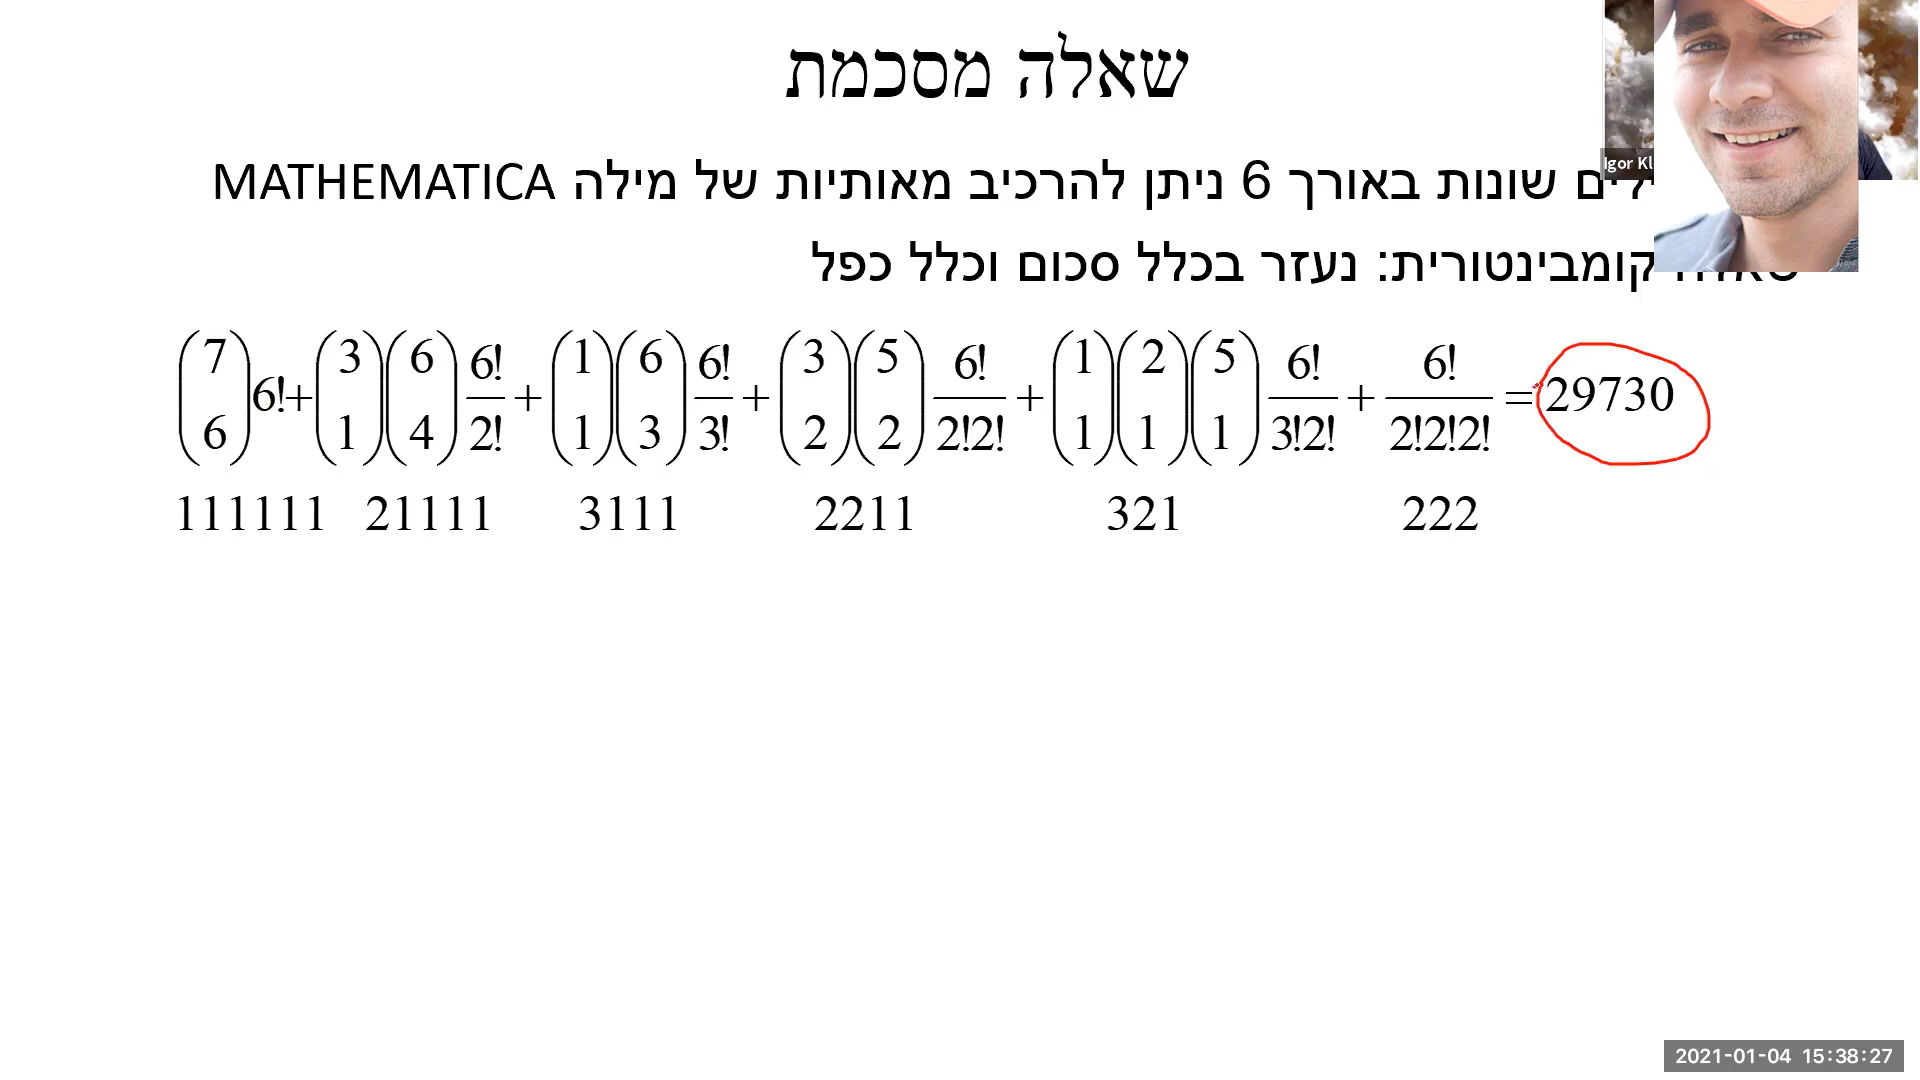 שאלה מסכמת
Igor Kl
שונות באורך 6 ניתן להרכיב מאותיות של מילה MATHEMATICA
קומבינטורית: נעזר בכלל סכום וכלל כפל
(7 6)6!+(3 1)(6 4)6!/2!+(1 1)(6 3)6!/3!+(3 2)(5 2)6!/2!2!+(1 1)(2 1)(5 1)6!/3!2!+6!/2!2!2!=29730
111111 21111 3111 2211 321 222
2021-01-04 15:38:27